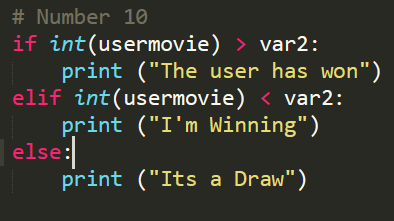 # Number 10
if int(usermovie) > var2:
    print ("The user has won")
elif int(usermovie) < var2:
    print ("I'm Winning")
else:
    print ("Its a Draw")